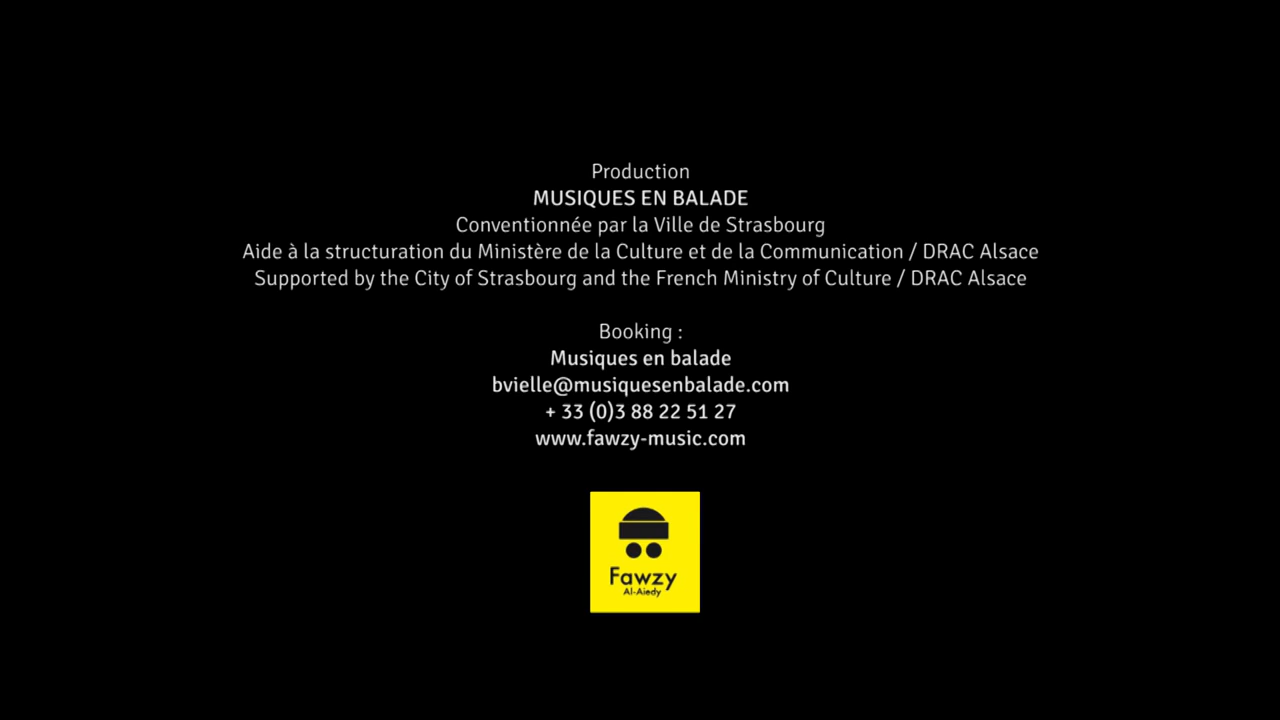 Production
MUSIQUES EN BALADE
Conventionnée par la Ville de Strasbourg
Aide à la structuration du Ministère de la Culture et de la Communication / DRAC Alsace
Supported by the City of Strasbourg and the French Ministry of Culture / DRAC Alsace
Booking :
Musiques en balade
bvielle@musiquesenbalade.com
+ 33 (0)3 88 22 51 27
www.fawzy-music.com
Fawzy
Al-Aiedy